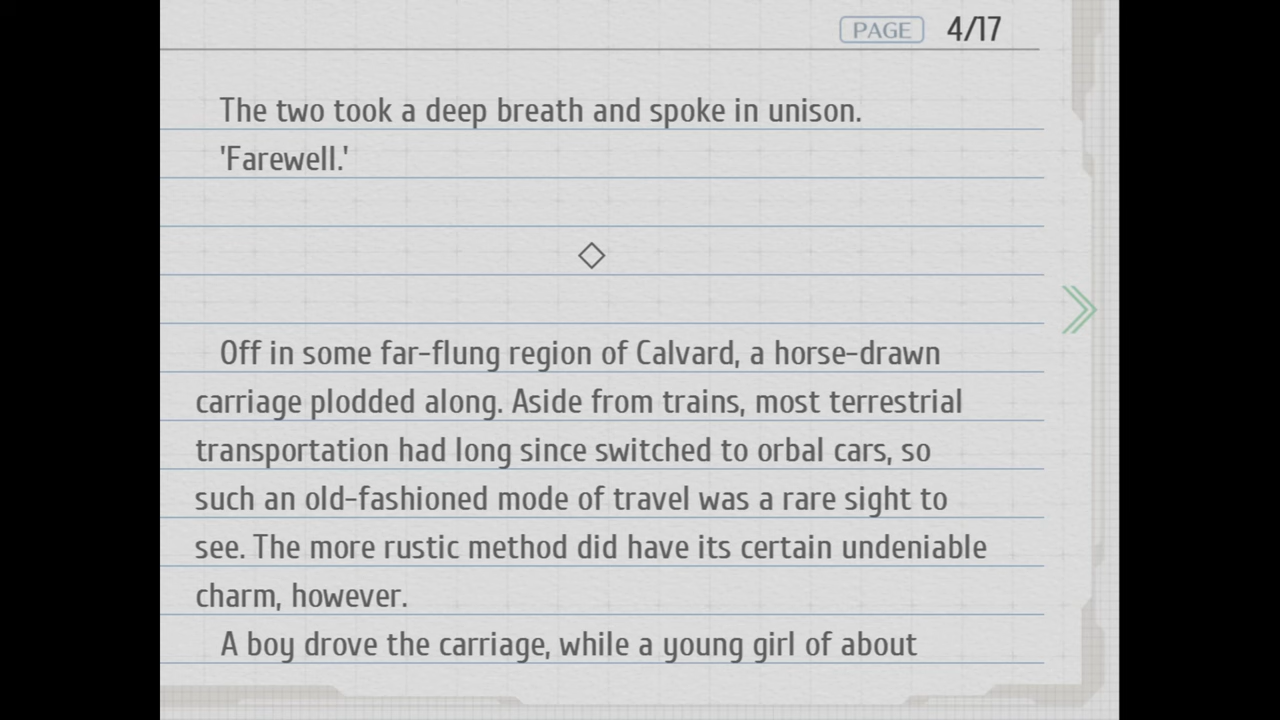 PAGE 4/17
The two took a deep breath and spoke in unison.
'Farewell.'
◇
Off in some far-flung region of Calvard, a horse-drawn
carriage plodded along. Aside from trains, most terrestrial
transportation had long since switched to orbal cars, so
such an old-fashioned mode of travel was a rare sight to
see. The more rustic method did have its certain undeniable
charm, however.
A boy drove the carriage, while a young girl of about